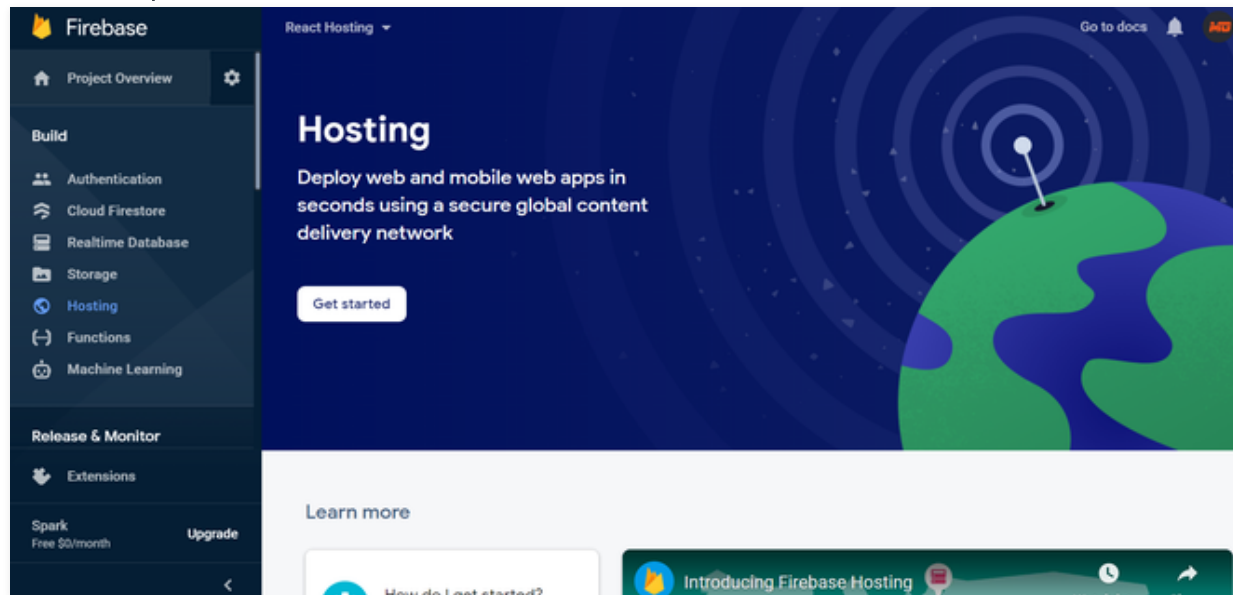 Firebase
Project Overview
Build
Authentication
Cloud Firestore
Realtime Database
Storage
Hosting
Functions
Machine Learning
Release & Monitor
Extensions
Spark
Free $0/month
Upgrade
React Hosting
Go to docs
Hosting
Deploy web and mobile web apps in
seconds using a secure global content
delivery network
Get started
Learn more
How do I get started?
Introducing Firebase Hosting